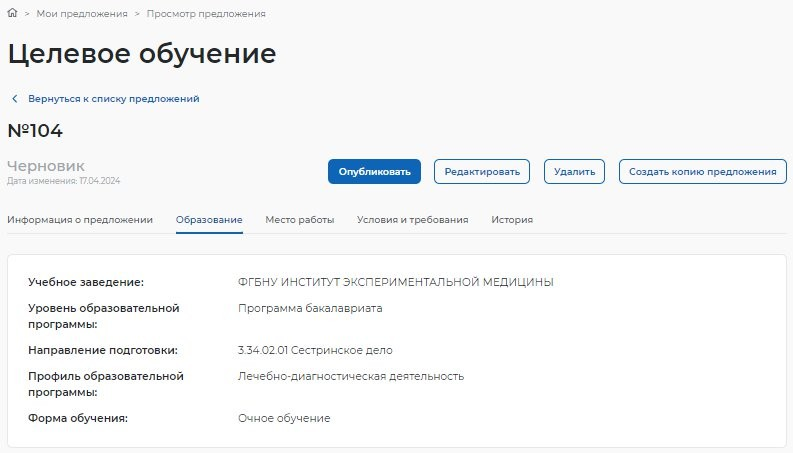 > Мои предложения > Просмотр предложения
Целевое обучение
< Вернуться к списку предложений
№104
Черновик
Дата изменения: 17.04.2024
Опубликовать Редактировать Удалить Создать копию предложения
Информация о предложении Образование Место работы Условия и требования История
Учебное заведение: ФГБНУ ИНСТИТУТ ЭКСПЕРИМЕНТАЛЬНОЙ МЕДИЦИНЫ
Уровень образовательной Программа бакалавриата
программы:
Направление подготовки: 3.34.02.01 Сестринское дело
Профиль образовательной Лечебно-диагностическая деятельность
программы:
Форма обучения: Очное обучение